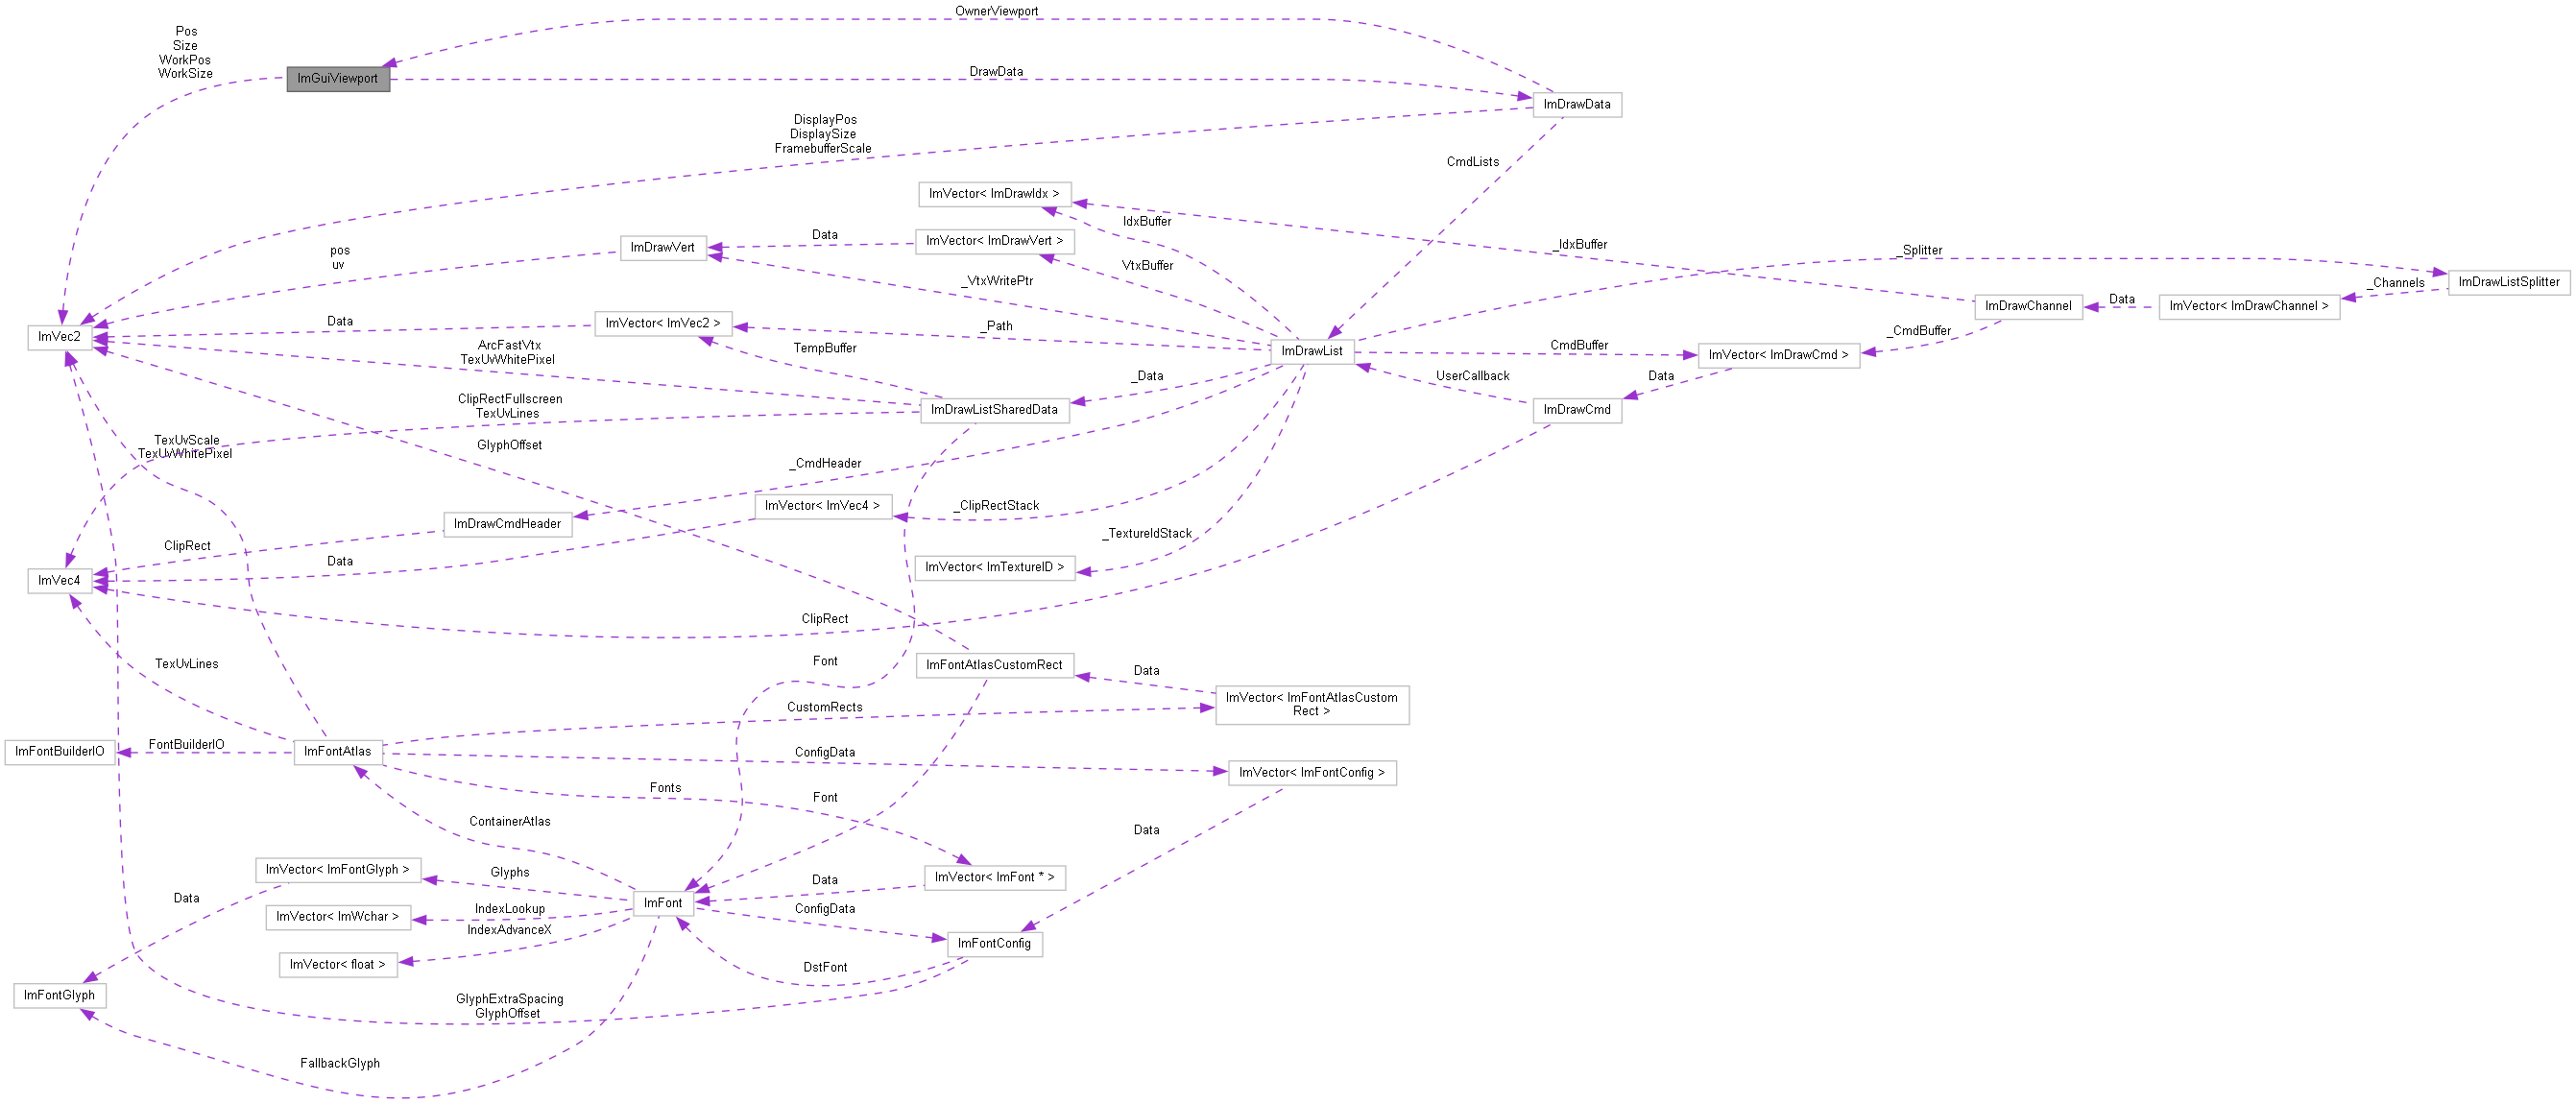 OwnerViewport
Pos
Size
WorkPos
WorkSize
ImGuiViewport
DrawData
ImDrawData
DisplayPos
DisplaySize
FramebufferScale
CmdLists
ImVector< ImDrawIdx >
IdxBuffer
_IdxBuffer
_Splitter
ImDrawVert
Data
ImVector< ImDrawVert >
pos
uv
VtxBuffer
_VtxWritePtr
ImDrawListSplitter
_Channels
ImDrawChannel
Data
ImVector< ImDrawChannel >
ImVec2
Data
ImVector< ImVec2 >
_Path
_CmdBuffer
ArcFastVtx
TexUvWhitePixel
TempBuffer
ImDrawList
CmdBuffer
ImVector< ImDrawCmd >
_Data
UserCallback
Data
ClipRectFullscreen
TexUvLines
ImDrawListSharedData
ImDrawCmd
TexUvScale
TexUvWhitePixel
GlyphOffset
_CmdHeader
ImVector< ImVec4 >
_ClipRectStack
ImDrawCmdHeader
_TextureIdStack
ClipRect
Data
ImVector< ImTextureID >
ImVec4
ClipRect
TexUvLines
Font
ImFontAtlasCustomRect
Data
ImVector< ImFontAtlasCustom
Rect >
CustomRects
ImFontBuilderIO
FontBuilderIO
ImFontAtlas
ConfigData
ImVector< ImFontConfig >
Fonts
Font
ContainerAtlas
Data
ImVector< ImFontGlyph >
Glyphs
Data
ImVector< ImFont * >
Data
ImVector< ImWchar >
IndexLookup
ImFont
ConfigData
IndexAdvanceX
ImFontConfig
ImVector< float >
DstFont
ImFontGlyph
GlyphExtraSpacing
GlyphOffset
FallbackGlyph